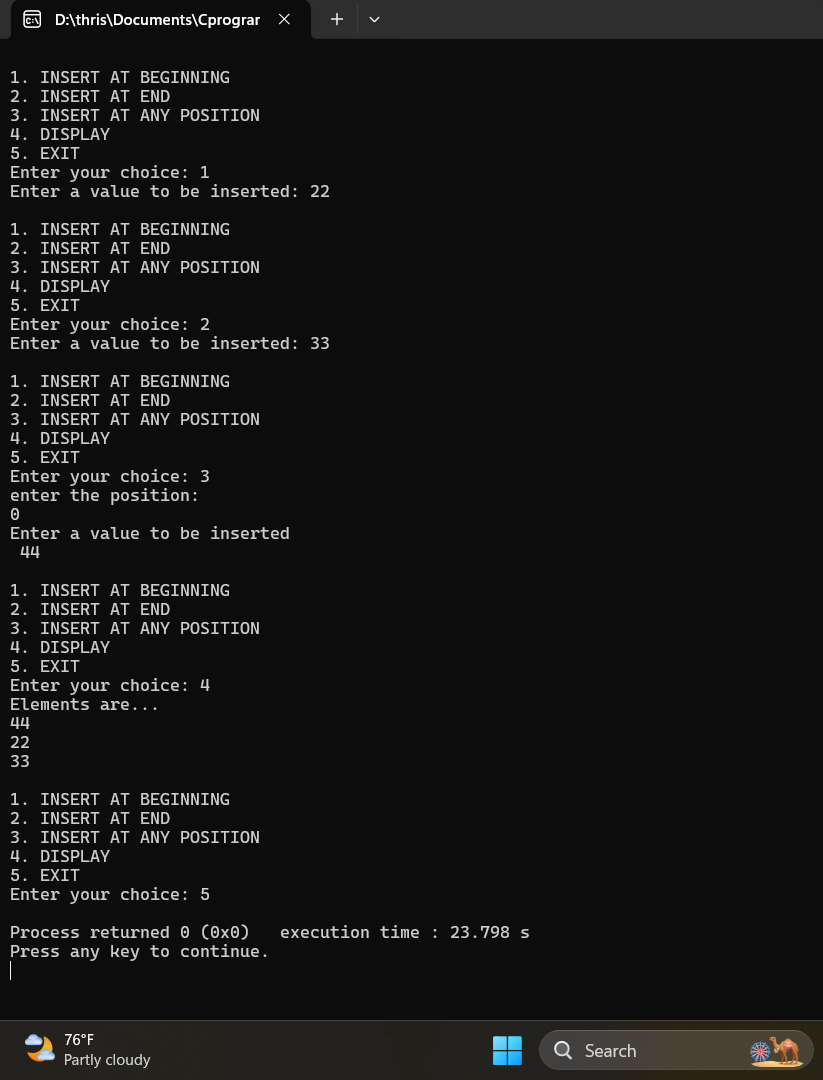 D:\thris\Documents\Cprograr
1. INSERT AT BEGINNING
2. INSERT AT END
3. INSERT AT ANY POSITION
4. DISPLAY
5. EXIT
Enter your choice: 1
Enter a value to be inserted: 22
1. INSERT AT BEGINNING
2. INSERT AT END
3. INSERT AT ANY POSITION
4. DISPLAY
5. EXIT
Enter your choice: 2
Enter a value to be inserted: 33
1. INSERT AT BEGINNING
2. INSERT AT END
3. INSERT AT ANY POSITION
4. DISPLAY
5. EXIT
Enter your choice: 3
enter the position:
0
Enter a value to be inserted
44
1. INSERT AT BEGINNING
2. INSERT AT END
3. INSERT AT ANY POSITION
4. DISPLAY
5. EXIT
Enter your choice: 4
Elements are...
44
22
33
1. INSERT AT BEGINNING
2. INSERT AT END
3. INSERT AT ANY POSITION
4. DISPLAY
5. EXIT
Enter your choice: 5
Process returned 0 (0x0)   execution time : 23.798 s
Press any key to continue.
76°F
Partly cloudy
Search